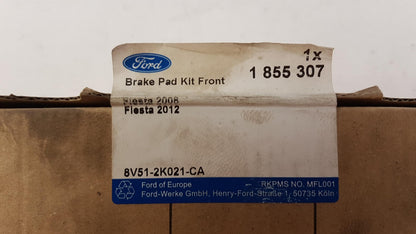 1x
Ford
Brake Pad Kit Front
1 855 307
Fiesta 2008
Fiesta 2012
8V51-2K021-CA
Ford of Europe
RKPMS NO. MFL001
Ford-Werke GmbH, Henry-Ford-Straße 1, 50735 Köln